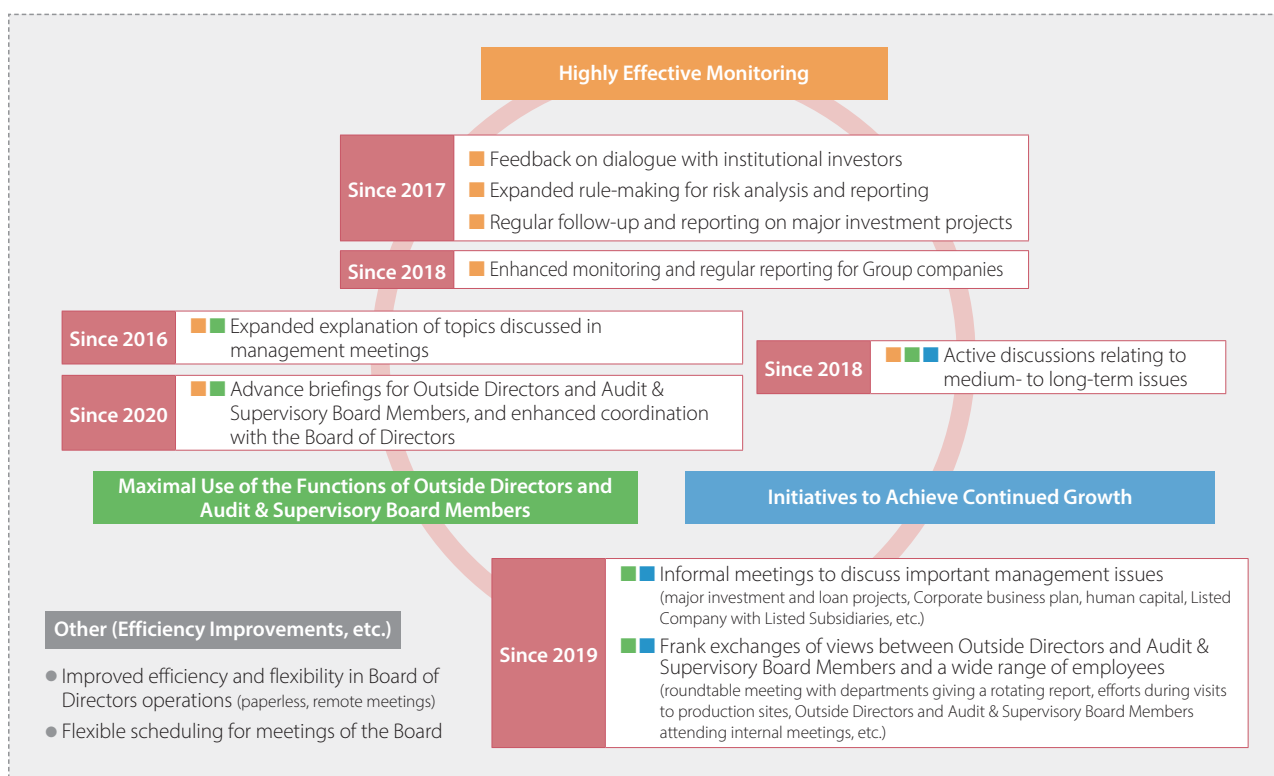 Highly Effective Monitoring
Since 2017
Feedback on dialogue with institutional investors
Expanded rule-making for risk analysis and reporting
Regular follow-up and reporting on major investment projects
Since 2018
Enhanced monitoring and regular reporting for Group companies
Since 2016
Expanded explanation of topics discussed in
management meetings
Since 2020
Advance briefings for Outside Directors and Audit &
Supervisory Board Members, and enhanced coordination
with the Board of Directors
Since 2018
Active discussions relating to
medium- to long-term issues
Maximal Use of the Functions of Outside Directors and
Audit & Supervisory Board Members
Initiatives to Achieve Continued Growth
Since 2019
Informal meetings to discuss important management issues
(major investment and loan projects, Corporate business plan, human capital, Listed
Company with Listed Subsidiaries, etc.)
Frank exchanges of views between Outside Directors and Audit &
Supervisory Board Members and a wide range of employees
(roundtable meeting with departments giving a rotating report, efforts during visits
to production sites, Outside Directors and Audit & Supervisory Board Members
attending internal meetings, etc.)
Other (Efficiency Improvements, etc.)
● Improved efficiency and flexibility in Board of
Directors operations (paperless, remote meetings)
● Flexible scheduling for meetings of the Board